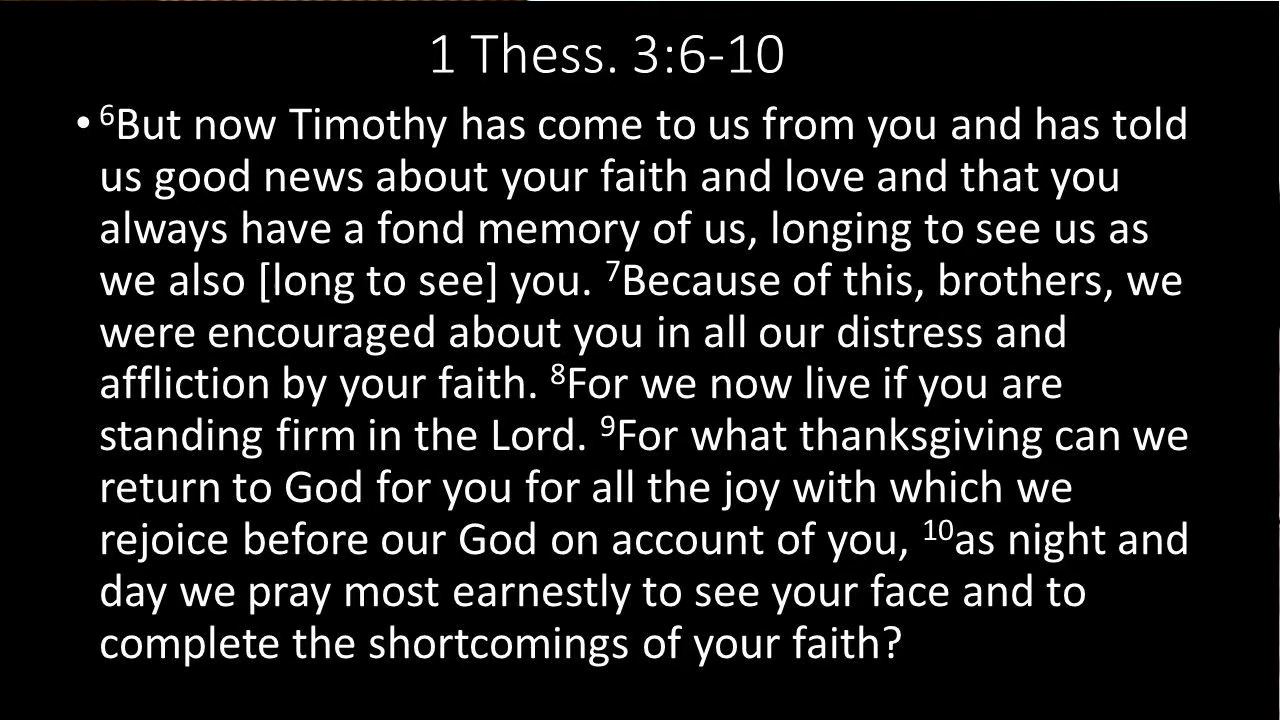 1 Thess. 3:6-10
• ⁶But now Timothy has come to us from you and has told
us good news about your faith and love and that you
always have a fond memory of us, longing to see us as
we also [long to see] you. ⁷Because of this, brothers, we
were encouraged about you in all our distress and
affliction by your faith. ⁸For we now live if you are
standing firm in the Lord. ⁹For what thanksgiving can we
return to God for you for all the joy with which we
rejoice before our God on account of you, ¹⁰as night and
day we pray most earnestly to see your face and to
complete the shortcomings of your faith?